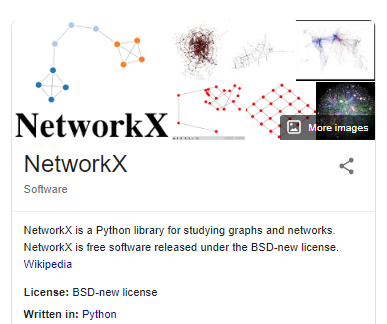 NetworkX
More images
NetworkX
Software
NetworkX is a Python library for studying graphs and networks.
NetworkX is free software released under the BSD-new license.
Wikipedia
License: BSD-new license
Written in: Python